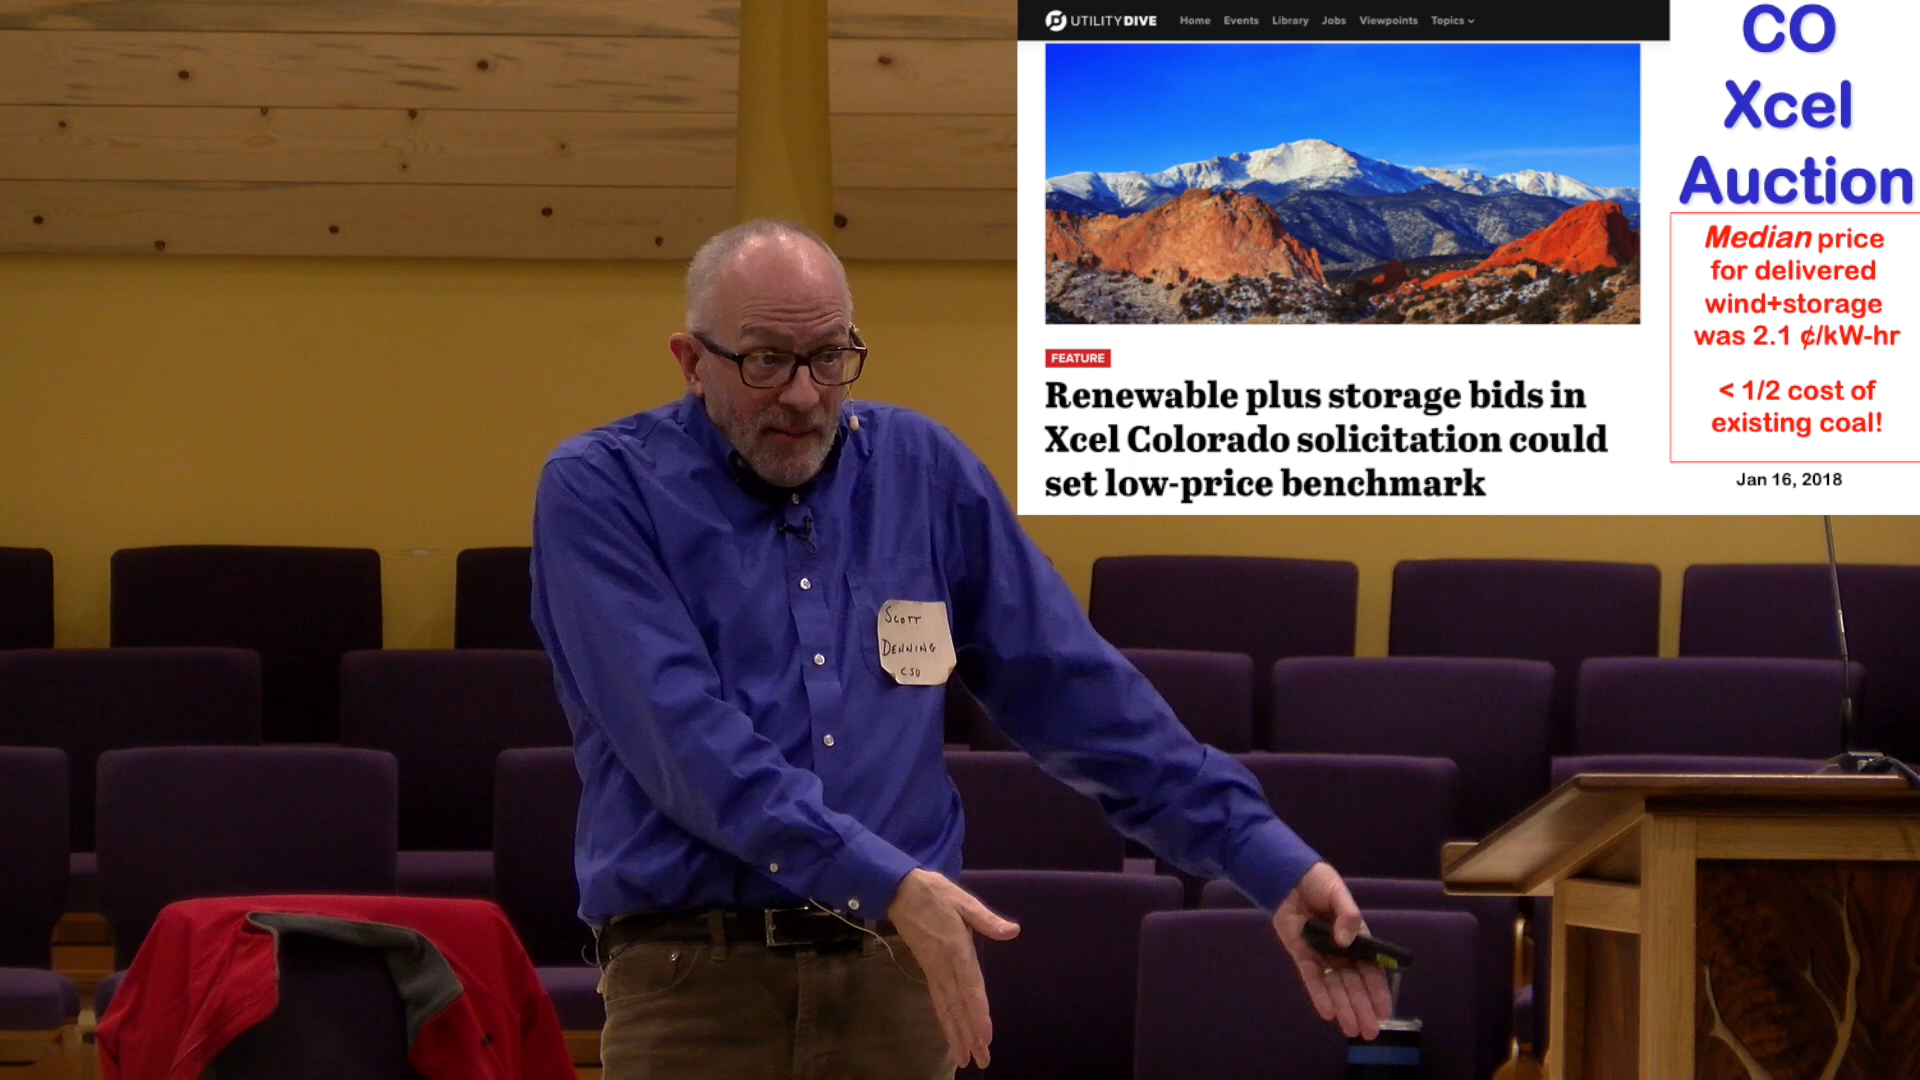 UTILITY DIVE Home Events Library Jobs Viewpoints Topics
FEATURE
Renewable plus storage bids in
Xcel Colorado solicitation could
set low-price benchmark
CO
Xcel
Auction
Median price
for delivered
wind+storage
was 2.1 ¢/kW-hr
< 1/2 cost of
existing coal!
Jan 16, 2018
SCOTT
DENNING
CSU